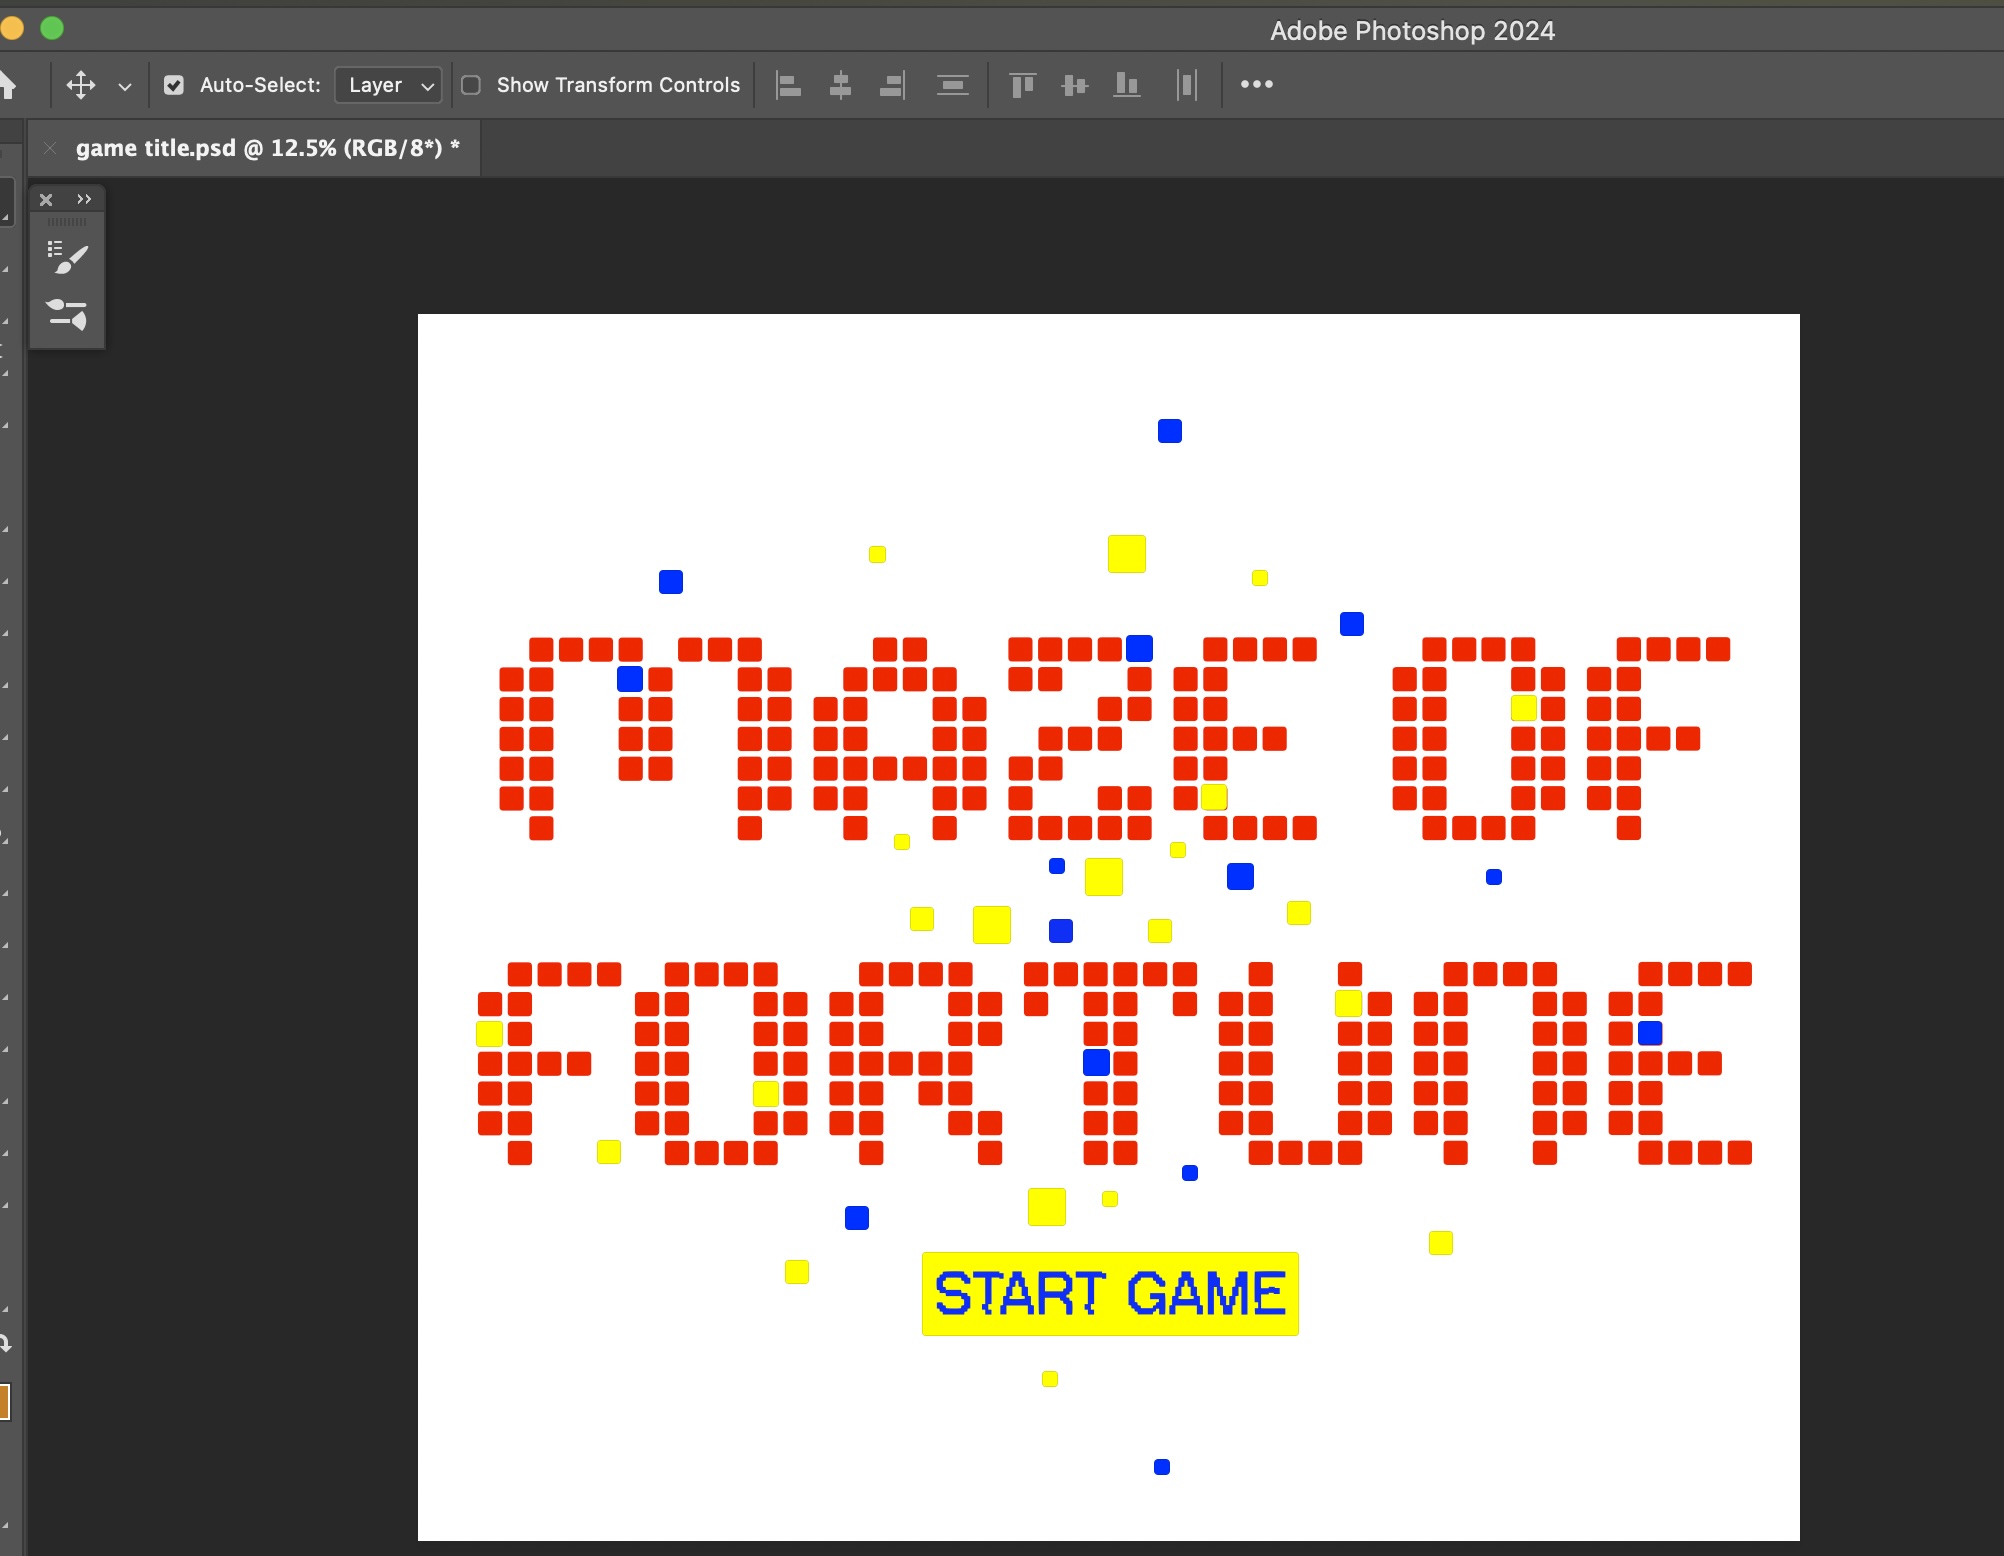 Adobe Photoshop 2024
Auto-Select: Layer Show Transform Controls
game title.psd @ 12.5% (RGB/8*) *
MAZE OF
FORTUNE
START GAME